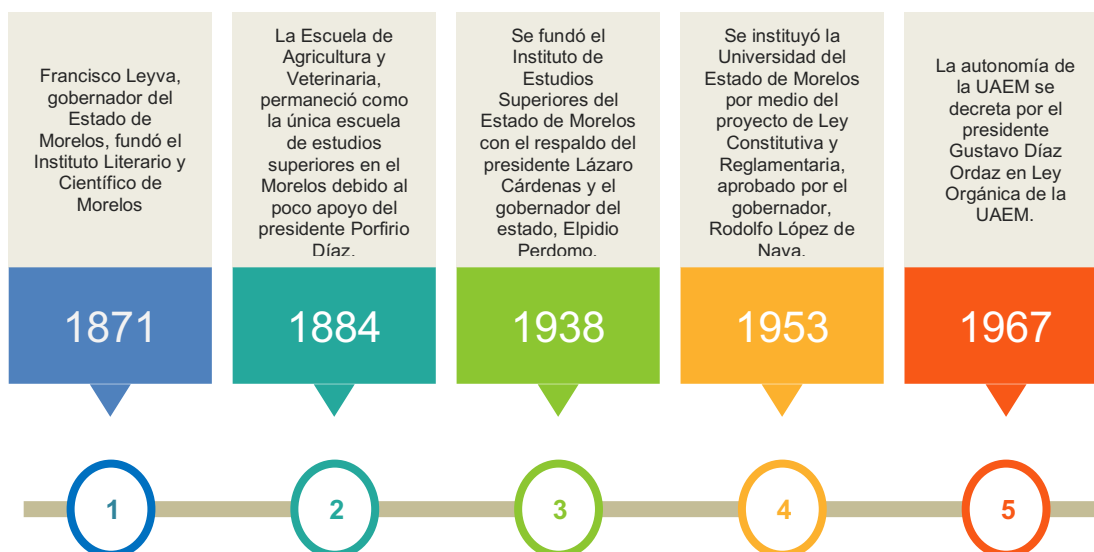 Francisco Leyva,
gobernador del
Estado de
Morelos, fundó el
Instituto Literario y
Científico de
Morelos
La Escuela de
Agricultura y
Veterinaria,
permaneció como
la única escuela
de estudios
superiores en el
Morelos debido al
poco apoyo del
presidente Porfirio
Díaz.
Se fundó el
Instituto de
Estudios
Superiores del
Estado de Morelos
con el respaldo del
presidente Lázaro
Cárdenas y el
gobernador del
estado, Elpidio
Perdomo.
Se instituyó la
Universidad del
Estado de Morelos
por medio del
proyecto de Ley
Constitutiva y
Reglamentaria,
aprobado por el
gobernador,
Rodolfo López de
Nava.
La autonomía de
la UAEM se
decreta por el
presidente
Gustavo Díaz
Ordaz en Ley
Orgánica de la
UAEM.
1871
1884
1938
1953
1967
1
2
3
4
5